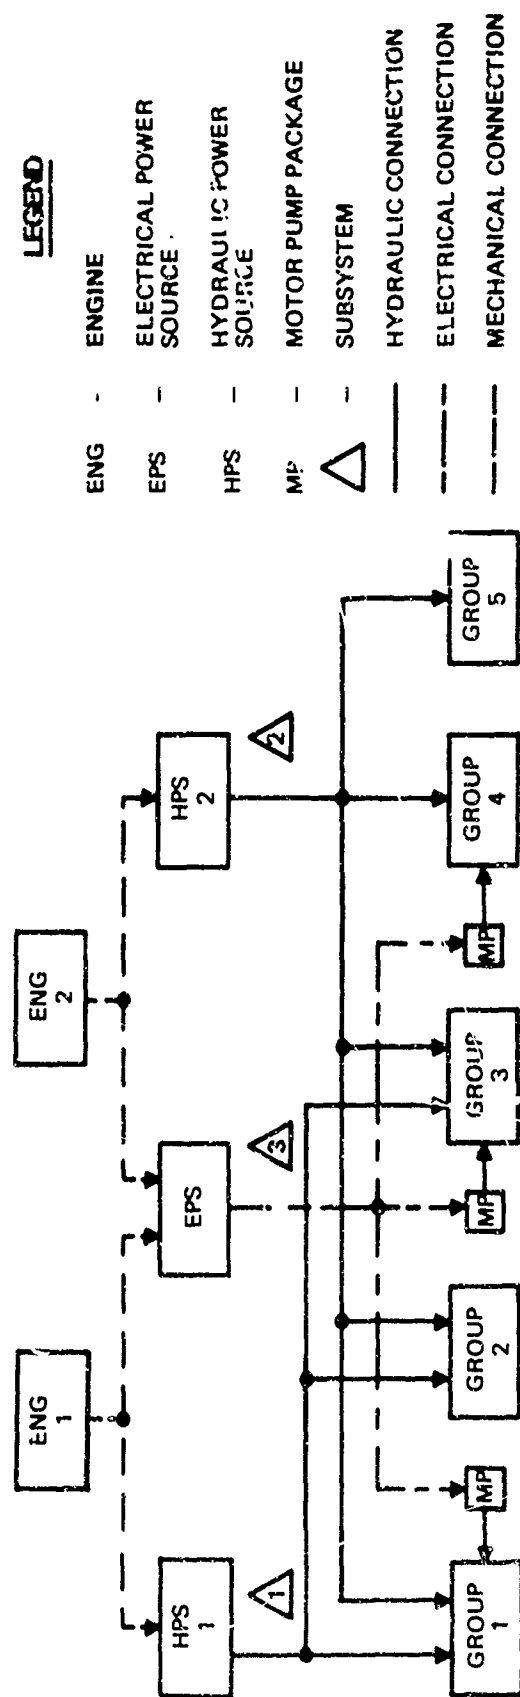 LEGEND
ENG - ENGINE
EPS - ELECTRICAL POWER
SOURCE
HPS - HYDRAULIC POWER
SOURCE
MP - MOTOR PUMP PACKAGE
- SUBSYSTEM
HYDRAULIC CONNECTION
ELECTRICAL CONNECTION
MECHANICAL CONNECTION
ENG
1
ENG
2
HPS
1
EPS
HPS
2
1
3
2
MP
MP
MP
GROUP
1
GROUP
2
GROUP
3
GROUP
4
GROUP
5